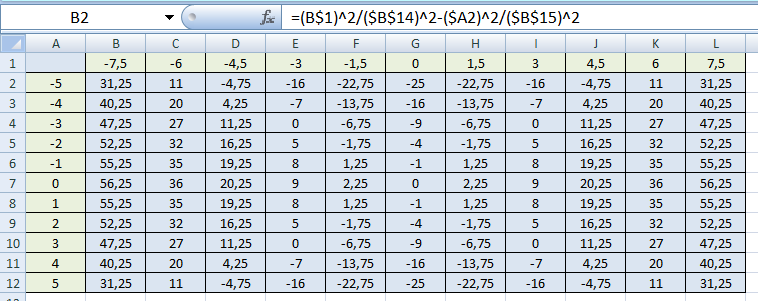 B2 fx =(B$1)^2/($B$14)^2-($A2)^2/($B$15)^2
A B C D E F G H I J K L
1 -7,5 -6 -4,5 -3 -1,5 0 1,5 3 4,5 6 7,5
2 -5 31,25 11 -4,75 -16 -22,75 -25 -22,75 -16 -4,75 11 31,25
3 -4 40,25 20 4,25 -7 -13,75 -16 -13,75 -7 4,25 20 40,25
4 -3 47,25 27 11,25 0 -6,75 -9 -6,75 0 11,25 27 47,25
5 -2 52,25 32 16,25 5 -1,75 -4 -1,75 5 16,25 32 52,25
6 -1 55,25 35 19,25 8 1,25 -1 1,25 8 19,25 35 55,25
7 0 56,25 36 20,25 9 2,25 0 2,25 9 20,25 36 56,25
8 1 55,25 35 19,25 8 1,25 -1 1,25 8 19,25 35 55,25
9 2 52,25 32 16,25 5 -1,75 -4 -1,75 5 16,25 32 52,25
10 3 47,25 27 11,25 0 -6,75 -9 -6,75 0 11,25 27 47,25
11 4 40,25 20 4,25 -7 -13,75 -16 -13,75 -7 4,25 20 40,25
12 5 31,25 11 -4,75 -16 -22,75 -25 -22,75 -16 -4,75 11 31,25